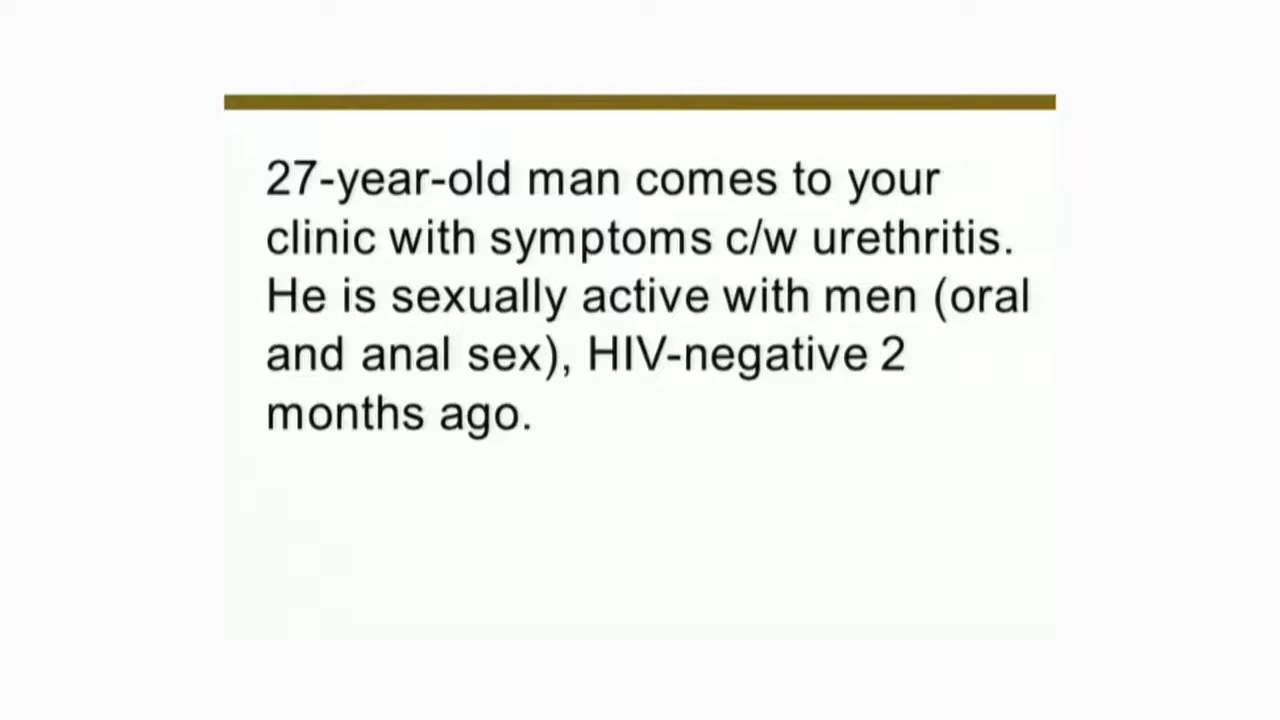 27-year-old man comes to your
clinic with symptoms c/w urethritis.
He is sexually active with men (oral
and anal sex), HIV-negative 2
months ago.